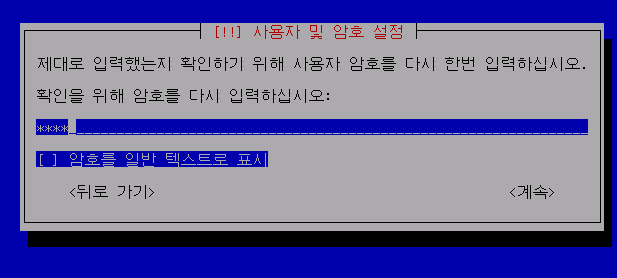 [!!] 사용자 및 암호 설정
제대로 입력했는지 확인하기 위해 사용자 암호를 다시 한번 입력하십시오.
확인을 위해 암호를 다시 입력하십시오:
****_______________________________________________________________
[ ] 암호를 일반 텍스트로 표시
<뒤로 가기> <계속>